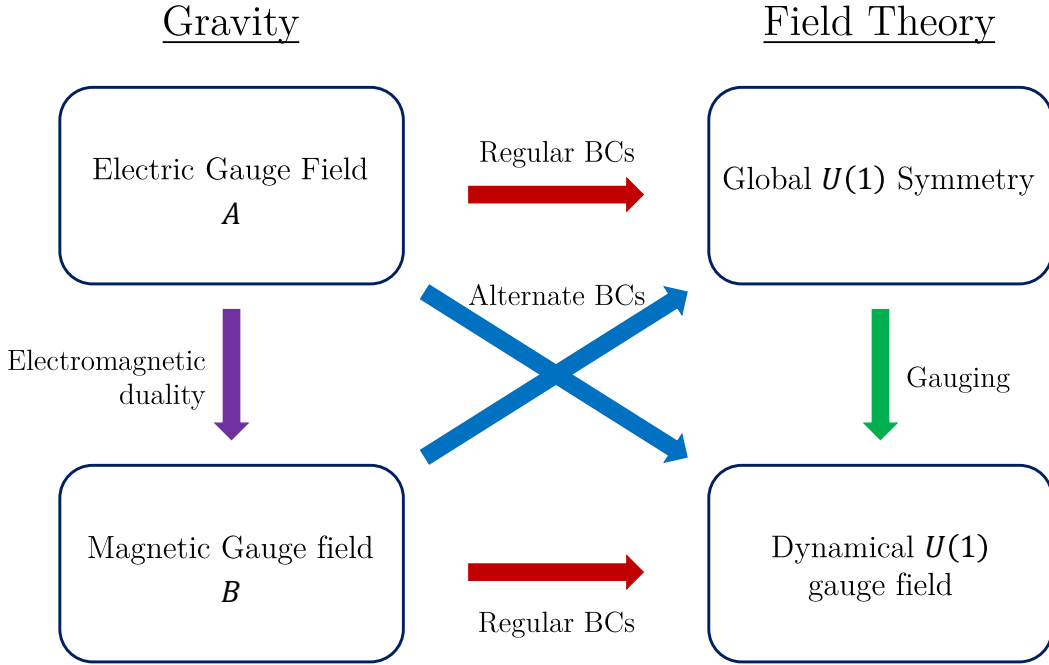 Gravity
Field Theory
Electric Gauge Field
A
Regular BCs
Global U(1) Symmetry
Alternate BCs
Electromagnetic
duality
Gauging
Magnetic Gauge field
B
Regular BCs
Dynamical U(1)
gauge field